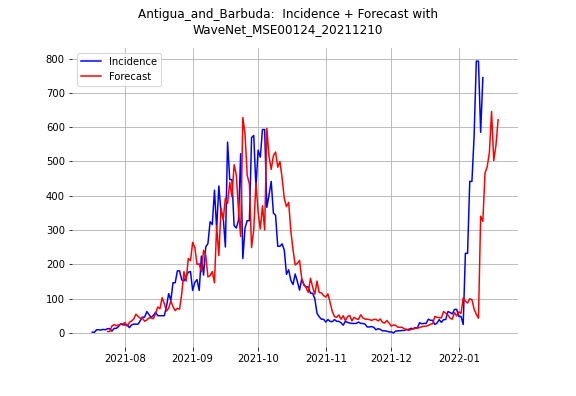 Antigua_and_Barbuda:  Incidence + Forecast with
WaveNet_MSE00124_20211210
Incidence
Forecast
800
700
600
500
400
300
200
100
0
2021-08 2021-09 2021-10 2021-11 2021-12 2022-01